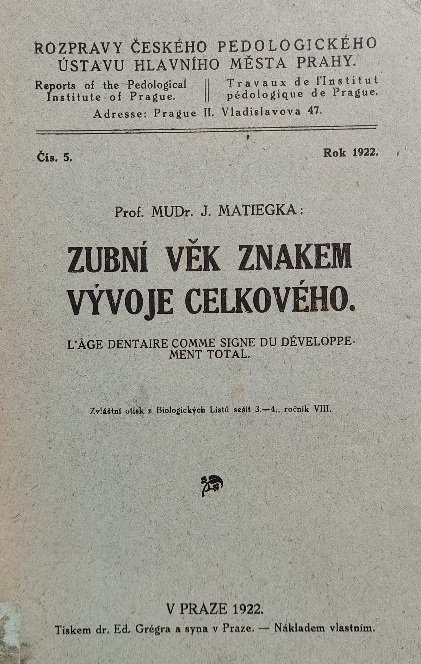 ROZPRAVY ČESKÉHO PEDOLOGICKÉHO
ÚSTAVU HLAVNÍHO MĚSTA PRAHY.
Reports of the Pedological
Institute of Prague.
Travaux de l'Institut
pédologique de Prague.
Adresse: Prague II. Vladislavova 47.
Čís. 5.
Rok 1922.
Prof. MUDr. J. MATIEGKA:
ZUBNÍ VĚK ZNAKEM
VÝVOJE CELKOVÉHO.
L'ÂGE DENTAIRE COMME SIGNE DU DÉVELOPPE-
MENT TOTAL.
Zvláštní otisk z Biologických Listů sešit 3.—4., ročník VIII.
V PRAZE 1922.
Tiskem dr. Ed. Grégra a syna v Praze. — Nákladem vlastním.